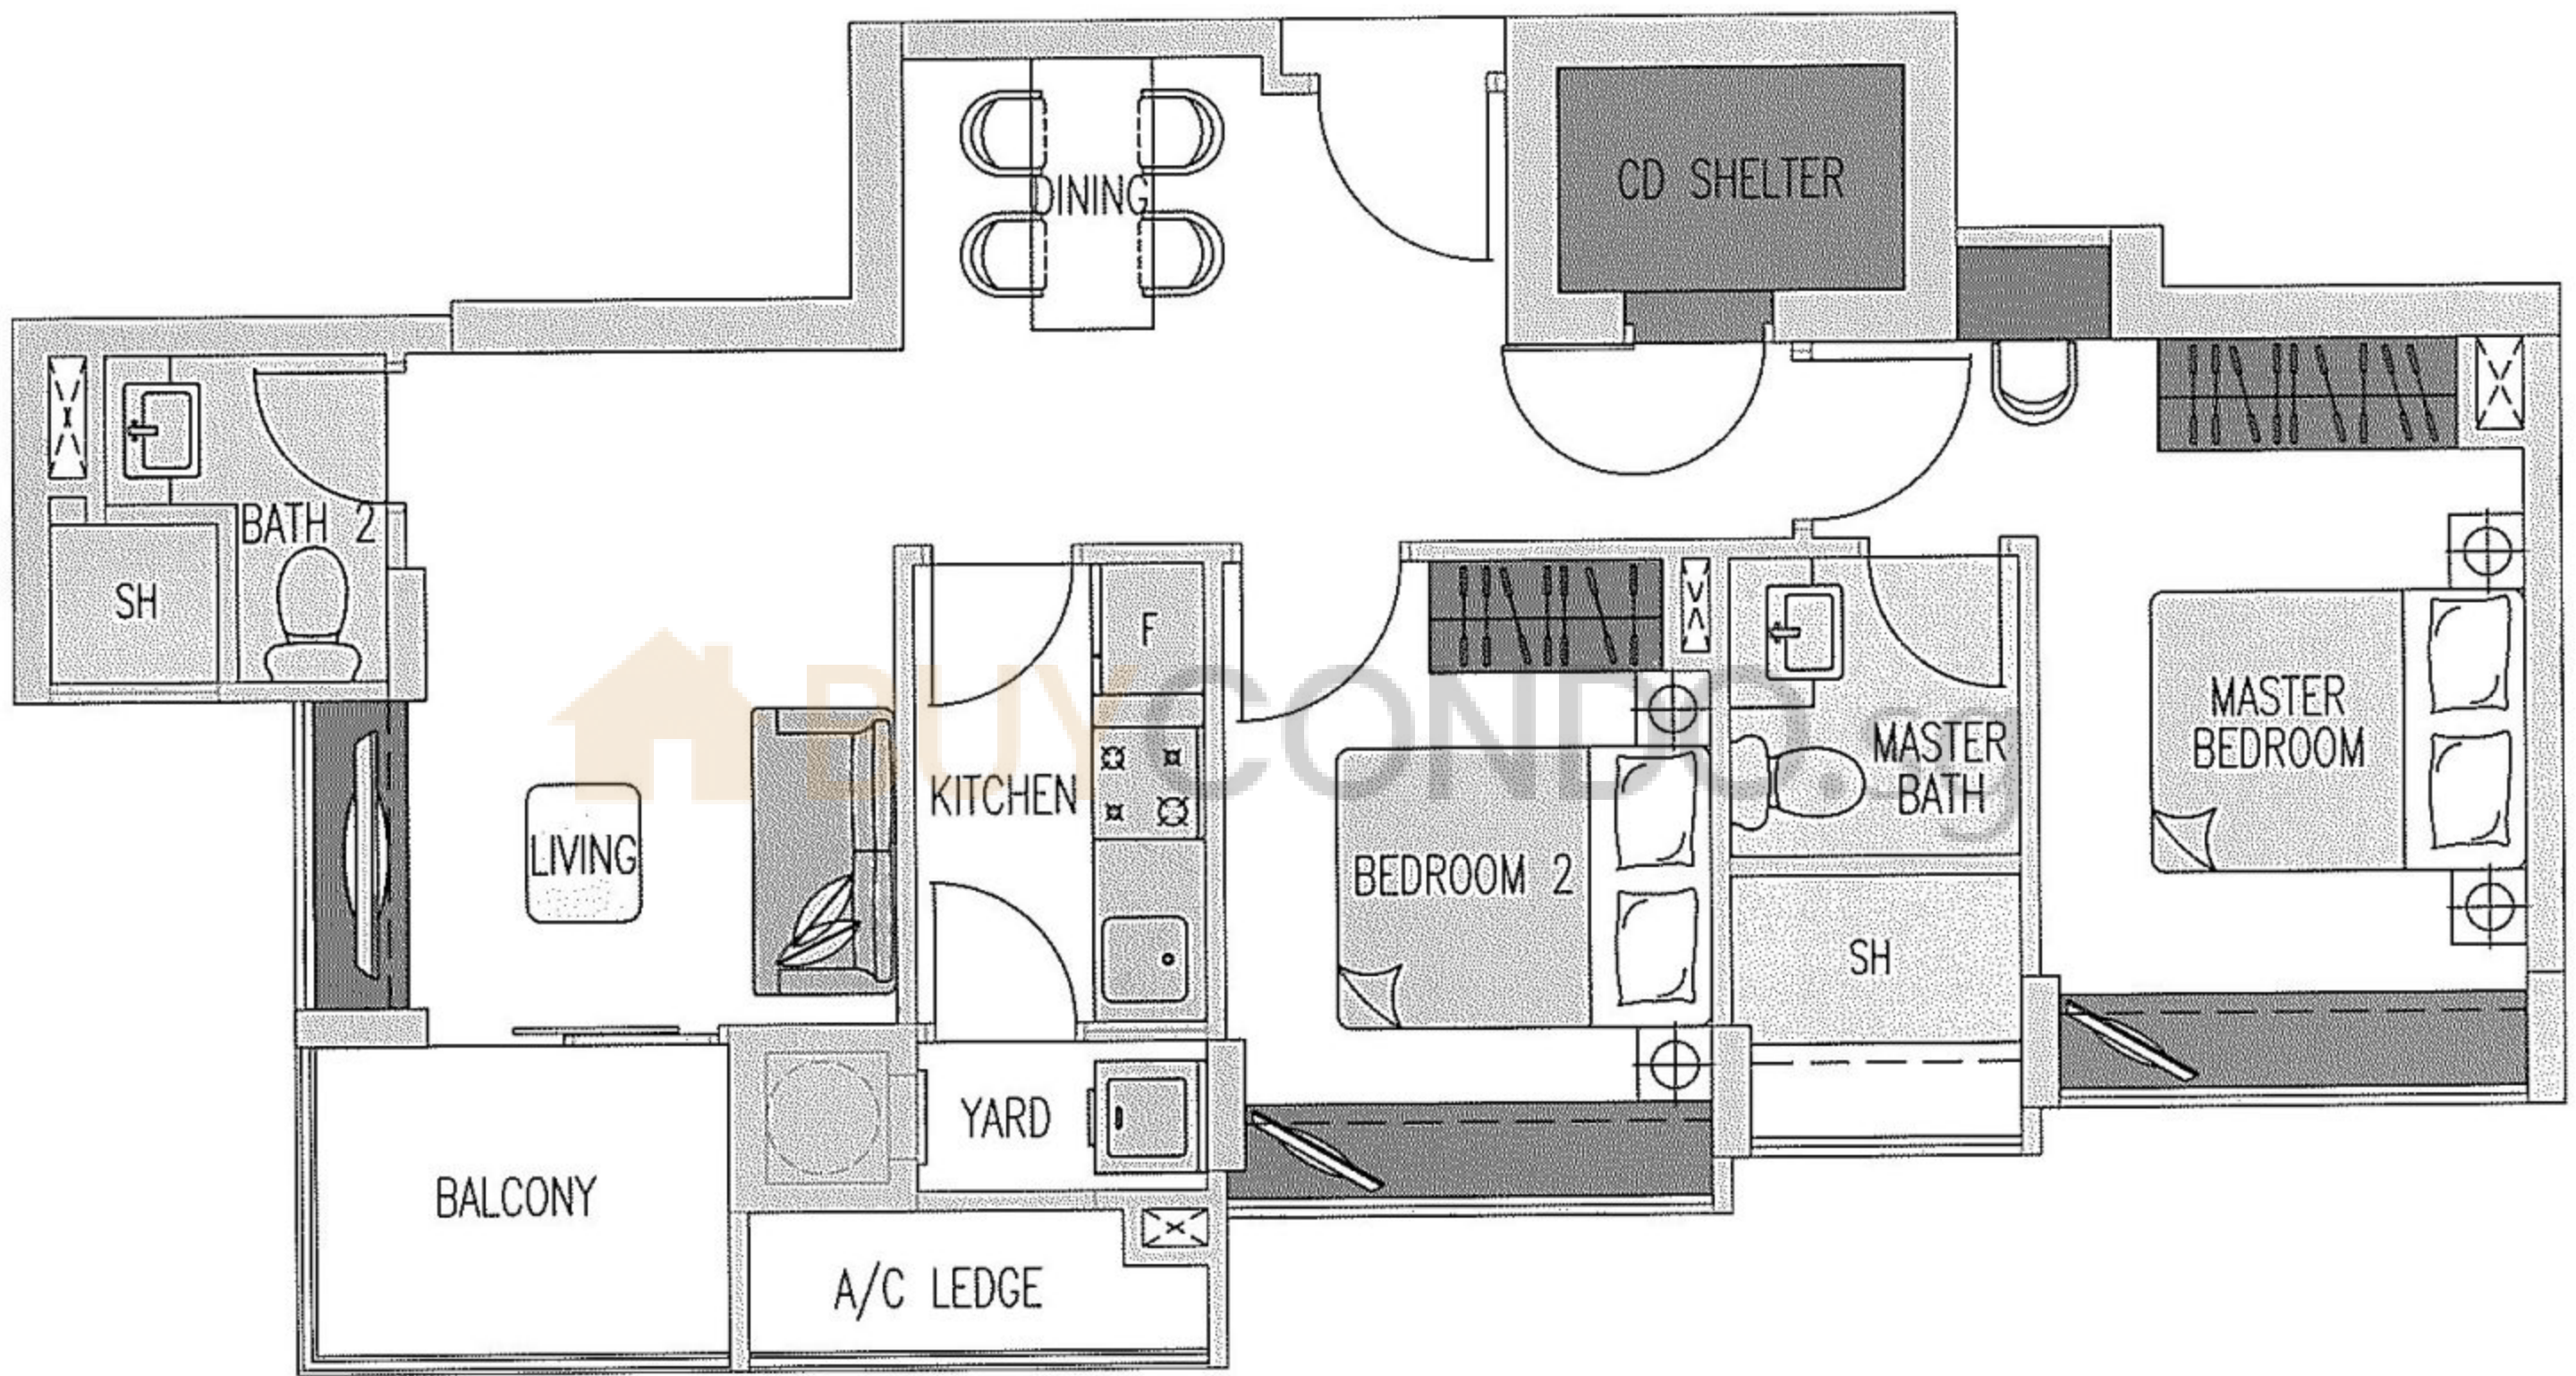 DINING
CD SHELTER
BATH 2
SH
F
BUYCONDO.sg
MASTER
BEDROOM
MASTER
BATH
KITCHEN
LIVING
BEDROOM 2
SH
YARD
BALCONY
A/C LEDGE